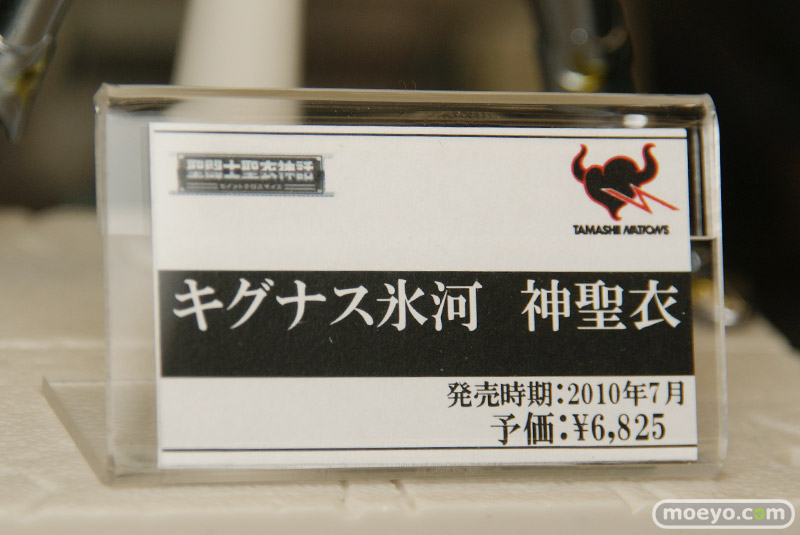 TAMASHII NATIONS
キグナス氷河 神聖衣
発売時期：2010年7月
予価：¥6,825
moeyo.com